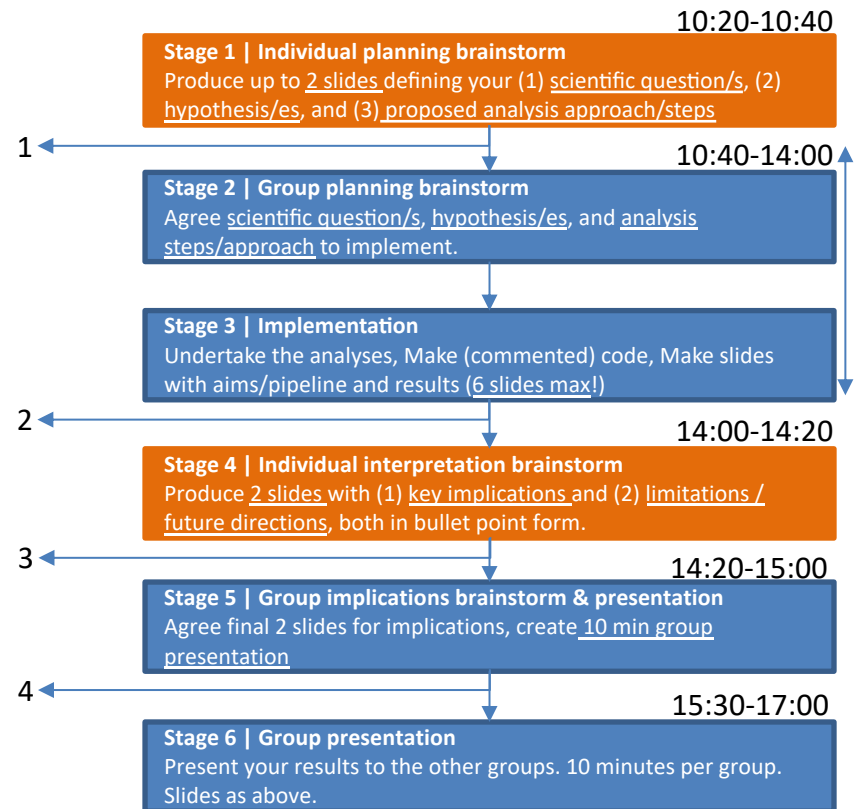 10:20-10:40
Stage 1 | Individual planning brainstorm
Produce up to 2 slides defining your (1) scientific question/s, (2)
hypothesis/es, and (3) proposed analysis approach/steps
1
10:40-14:00
Stage 2 | Group planning brainstorm
Agree scientific question/s, hypothesis/es, and analysis
steps/approach to implement.
Stage 3 | Implementation
Undertake the analyses, Make (commented) code, Make slides
with aims/pipeline and results (6 slides max!)
2
14:00-14:20
Stage 4 | Individual interpretation brainstorm
Produce 2 slides with (1) key implications and (2) limitations /
future directions, both in bullet point form.
3
14:20-15:00
Stage 5 | Group implications brainstorm & presentation
Agree final 2 slides for implications, create 10 min group
presentation
4
15:30-17:00
Stage 6 | Group presentation
Present your results to the other groups. 10 minutes per group.
Slides as above.